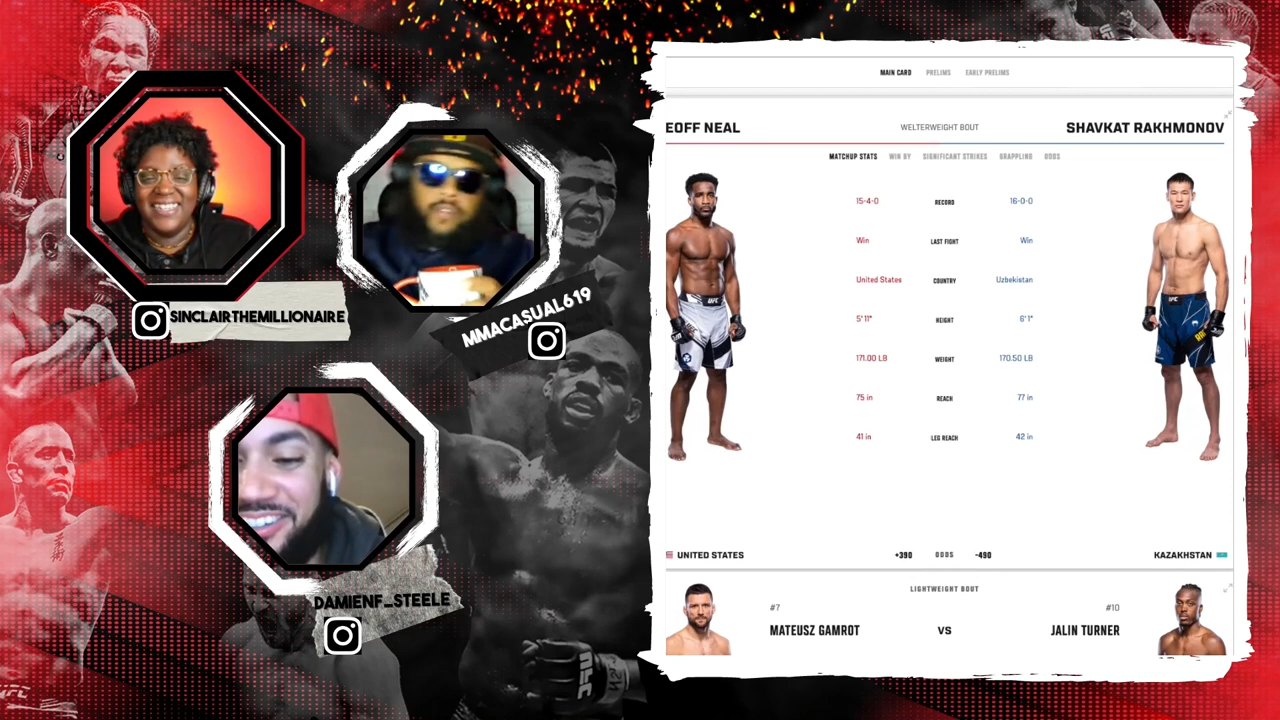 SINCLAIRTHEMILLIONAIRE
MMACASUAL619
DAMIENF_STEELE
MAIN CARD PRELIMS EARLY PRELIMS
EOFF NEAL WELTERWEIGHT BOUT SHAVKAT RAKHMONOV
MATCHUP STATS WIN BY SIGNIFICANT STRIKES GRAPPLING ODDS
15-4-0 RECORD 16-0-0
Win LAST FIGHT Win
United States COUNTRY Uzbekistan
5' 11" HEIGHT 6' 1"
171.00 LB WEIGHT 170.50 LB
75 in REACH 77 in
41 in LEG REACH 42 in
UNITED STATES +390 ODDS -490 KAZAKHSTAN
LIGHTWEIGHT BOUT
#7 #10
MATEUSZ GAMROT VS JALIN TURNER
UFC
UFC